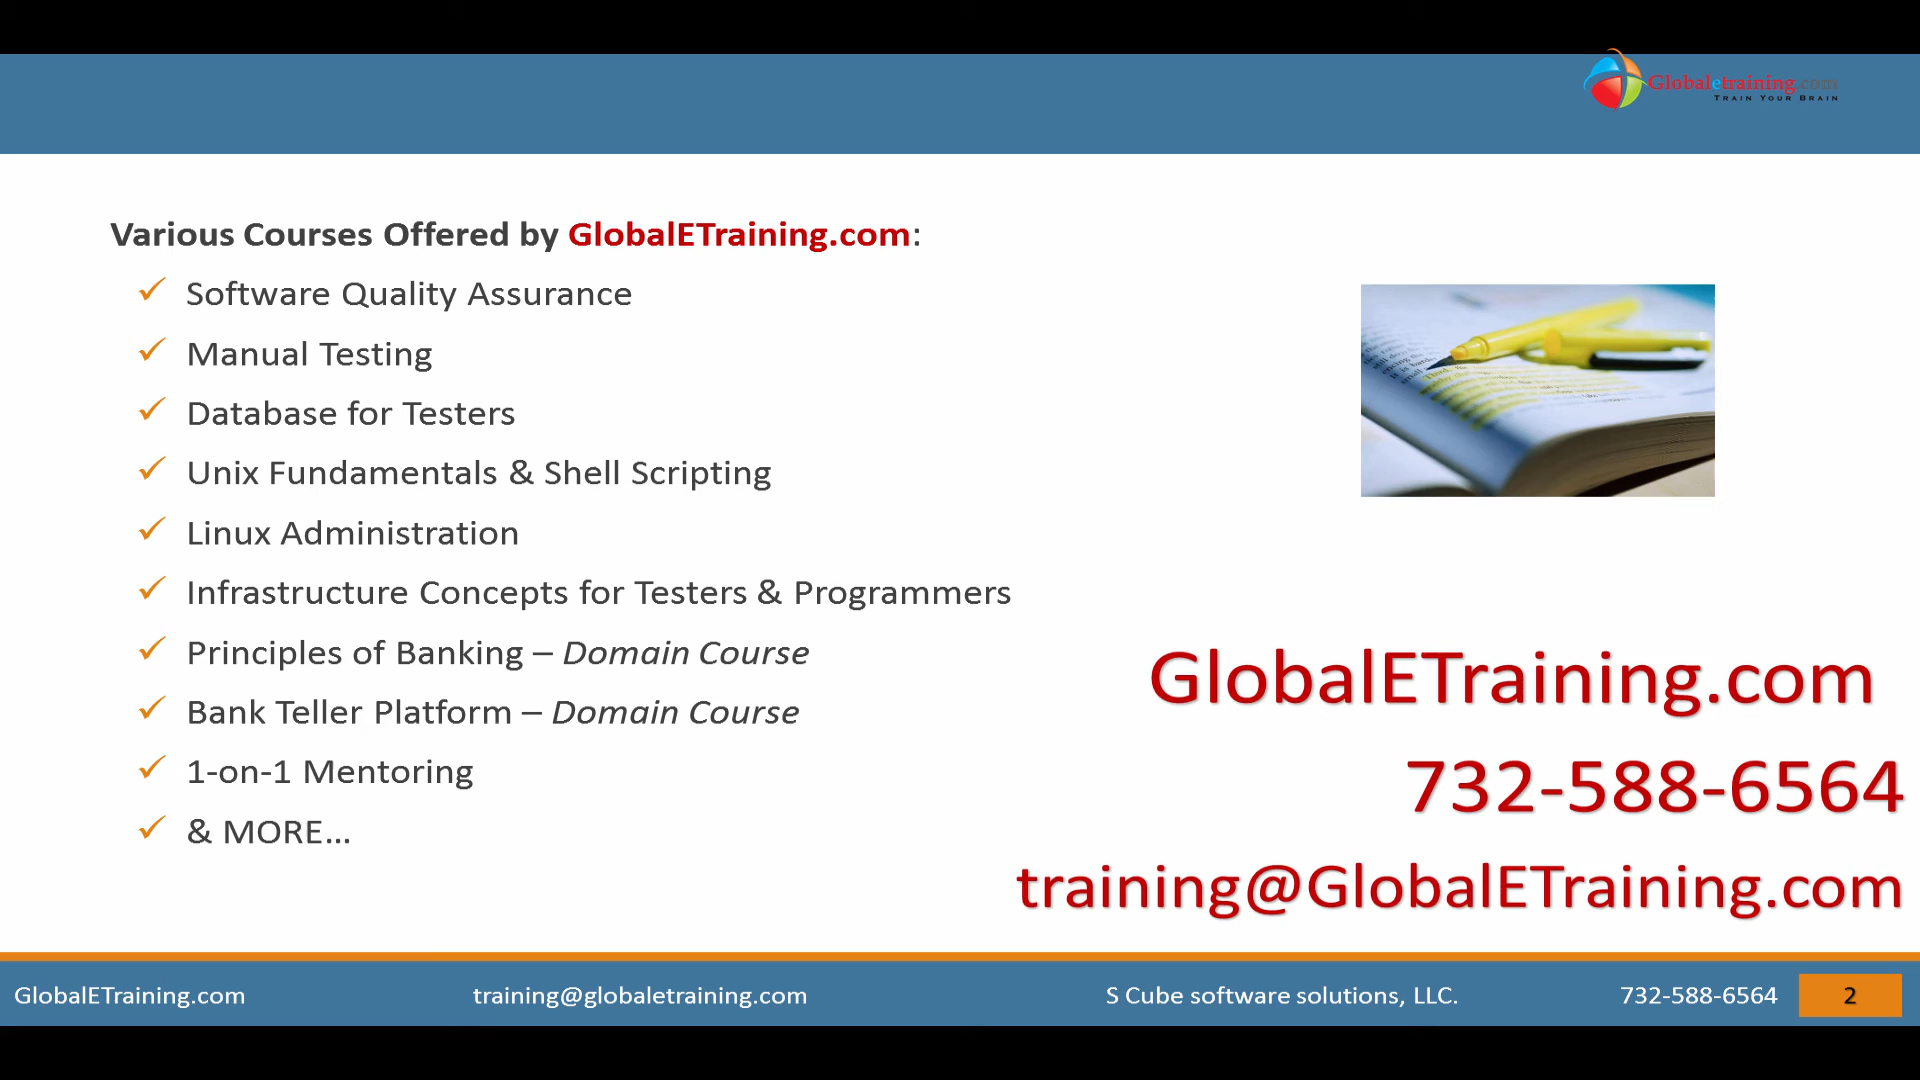 Globaletraining.com
TRAIN YOUR BRAIN
Various Courses Offered by GlobalETraining.com:
✓ Software Quality Assurance
✓ Manual Testing
✓ Database for Testers
✓ Unix Fundamentals & Shell Scripting
✓ Linux Administration
✓ Infrastructure Concepts for Testers & Programmers
✓ Principles of Banking – Domain Course
✓ Bank Teller Platform – Domain Course
✓ 1-on-1 Mentoring
✓ & MORE...
GlobalETraining.com
732-588-6564
training@GlobalETraining.com
GlobalETraining.com training@globaletraining.com S Cube software solutions, LLC. 732-588-6564 2